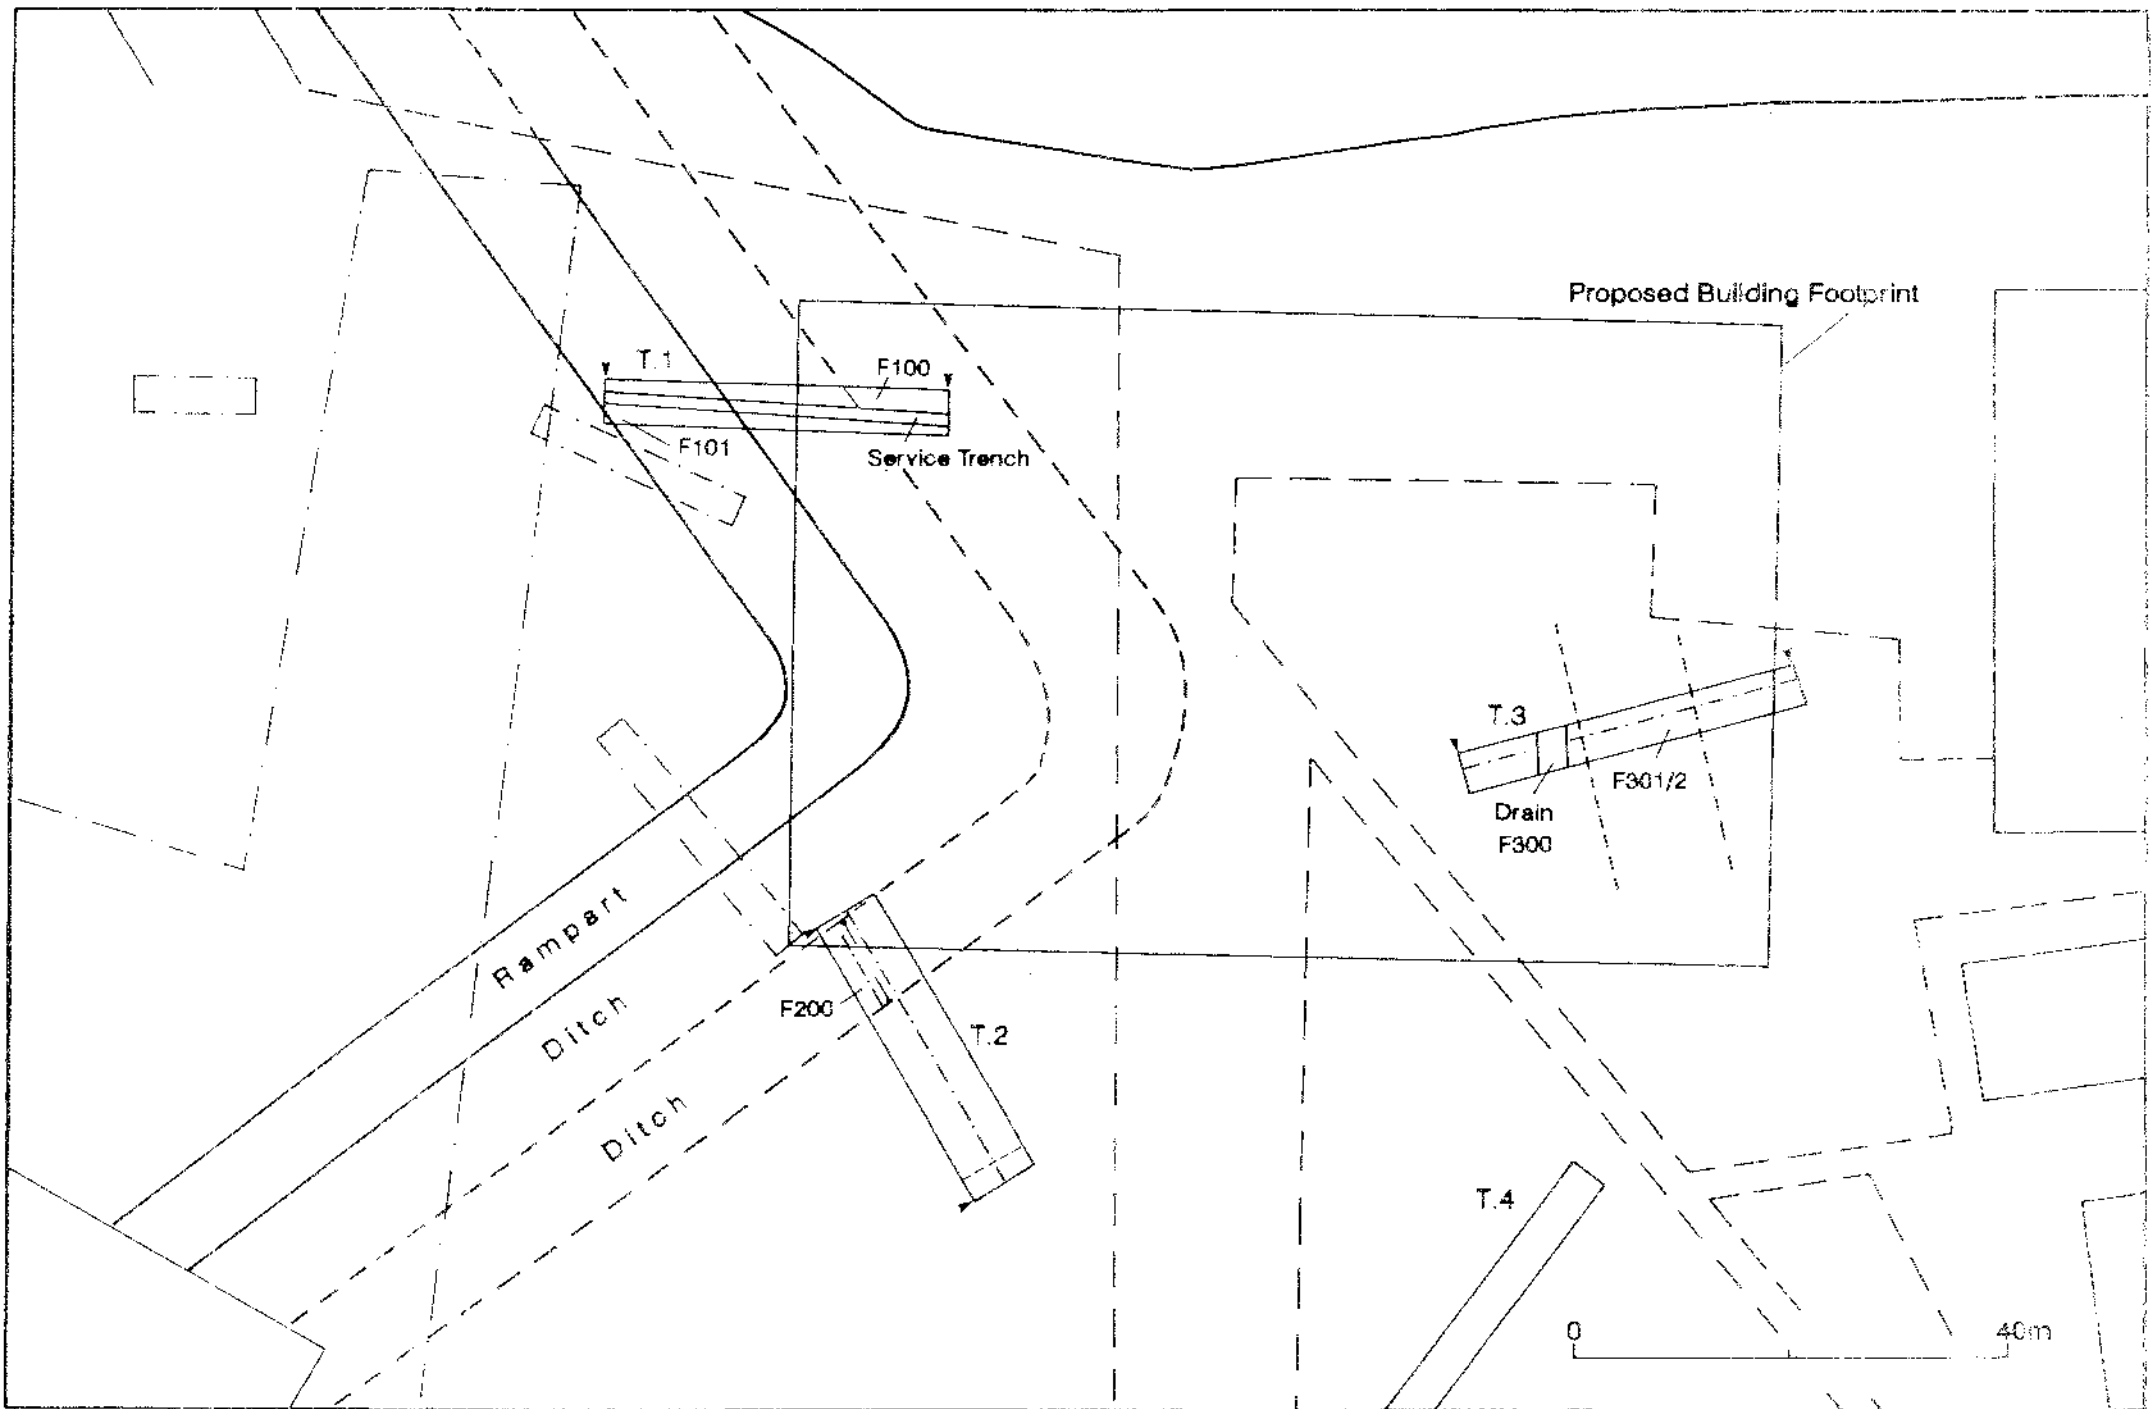 Proposed Building Footprint
T.1
F100
F101
Service Trench
T.3
F301/2
Drain
F300
Rampart
Ditch
F200
T.2
Ditch
T.4
0
40m